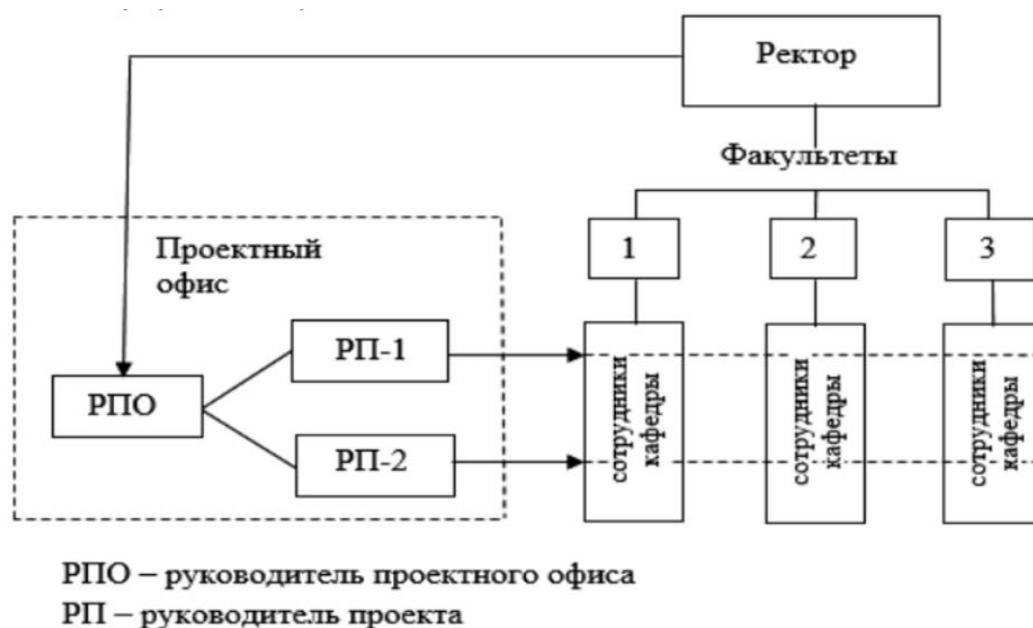 Ректор
Факультеты
1
2
3
Проектный
офис
РП-1
РПО
РП-2
сотрудники
кафедры
сотрудники
кафедры
сотрудники
кафедры
РПО – руководитель проектного офиса
РП – руководитель проекта